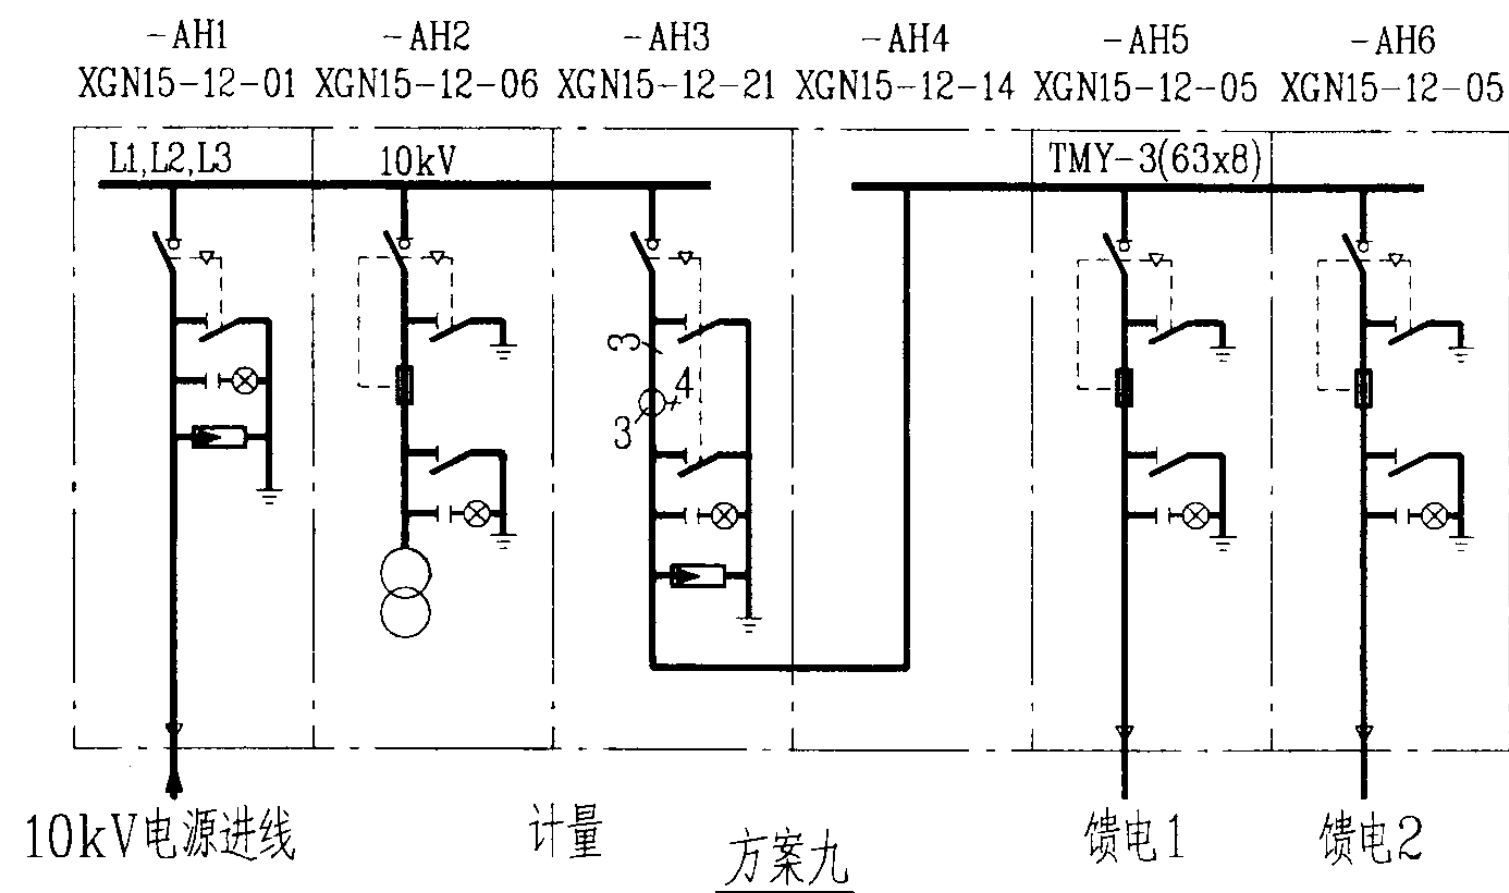 -AH1 -AH2 -AH3 -AH4 -AH5 -AH6
XGN15-12-01 XGN15-12-06 XGN15-12-21 XGN15-12-14 XGN15-12-05 XGN15-12-05
L1,L2,L3 10kV TMY-3(63x8)
3
4
3
10kV电源进线 计量 馈电1 馈电2
方案九